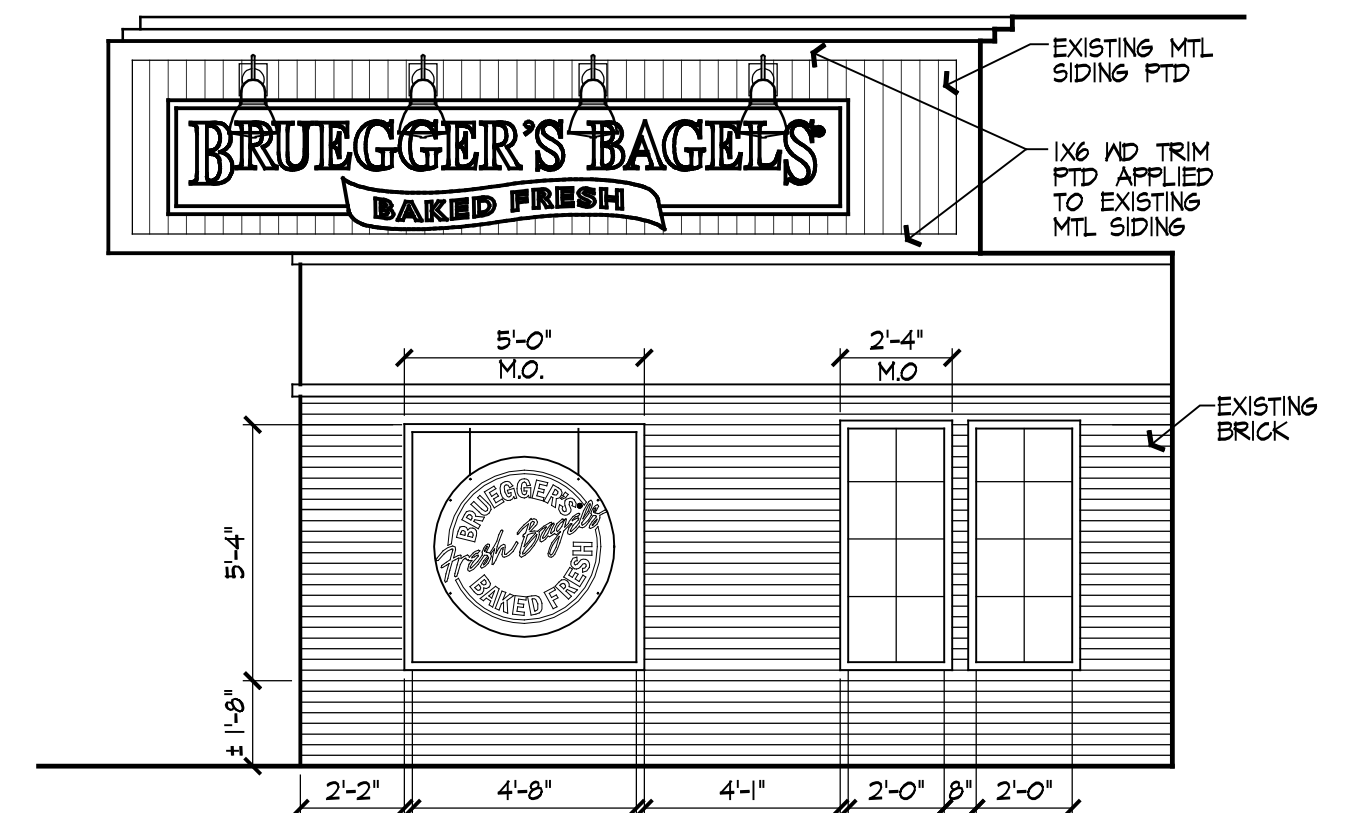 EXISTING MTL
SIDING PTD
BRUEGGER'S BAGELS
BAKED FRESH
1X6 WD TRIM
PTD APPLIED
TO EXISTING
MTL SIDING
5'-0"
M.O.
2'-4"
M.O
EXISTING
BRICK
BRUEGGER'S
Fresh Bagels
BAKED FRESH
5'-4"
± 1'-8"
2'-2"
4'-8"
4'-1"
2'-0"
8"
2'-0"